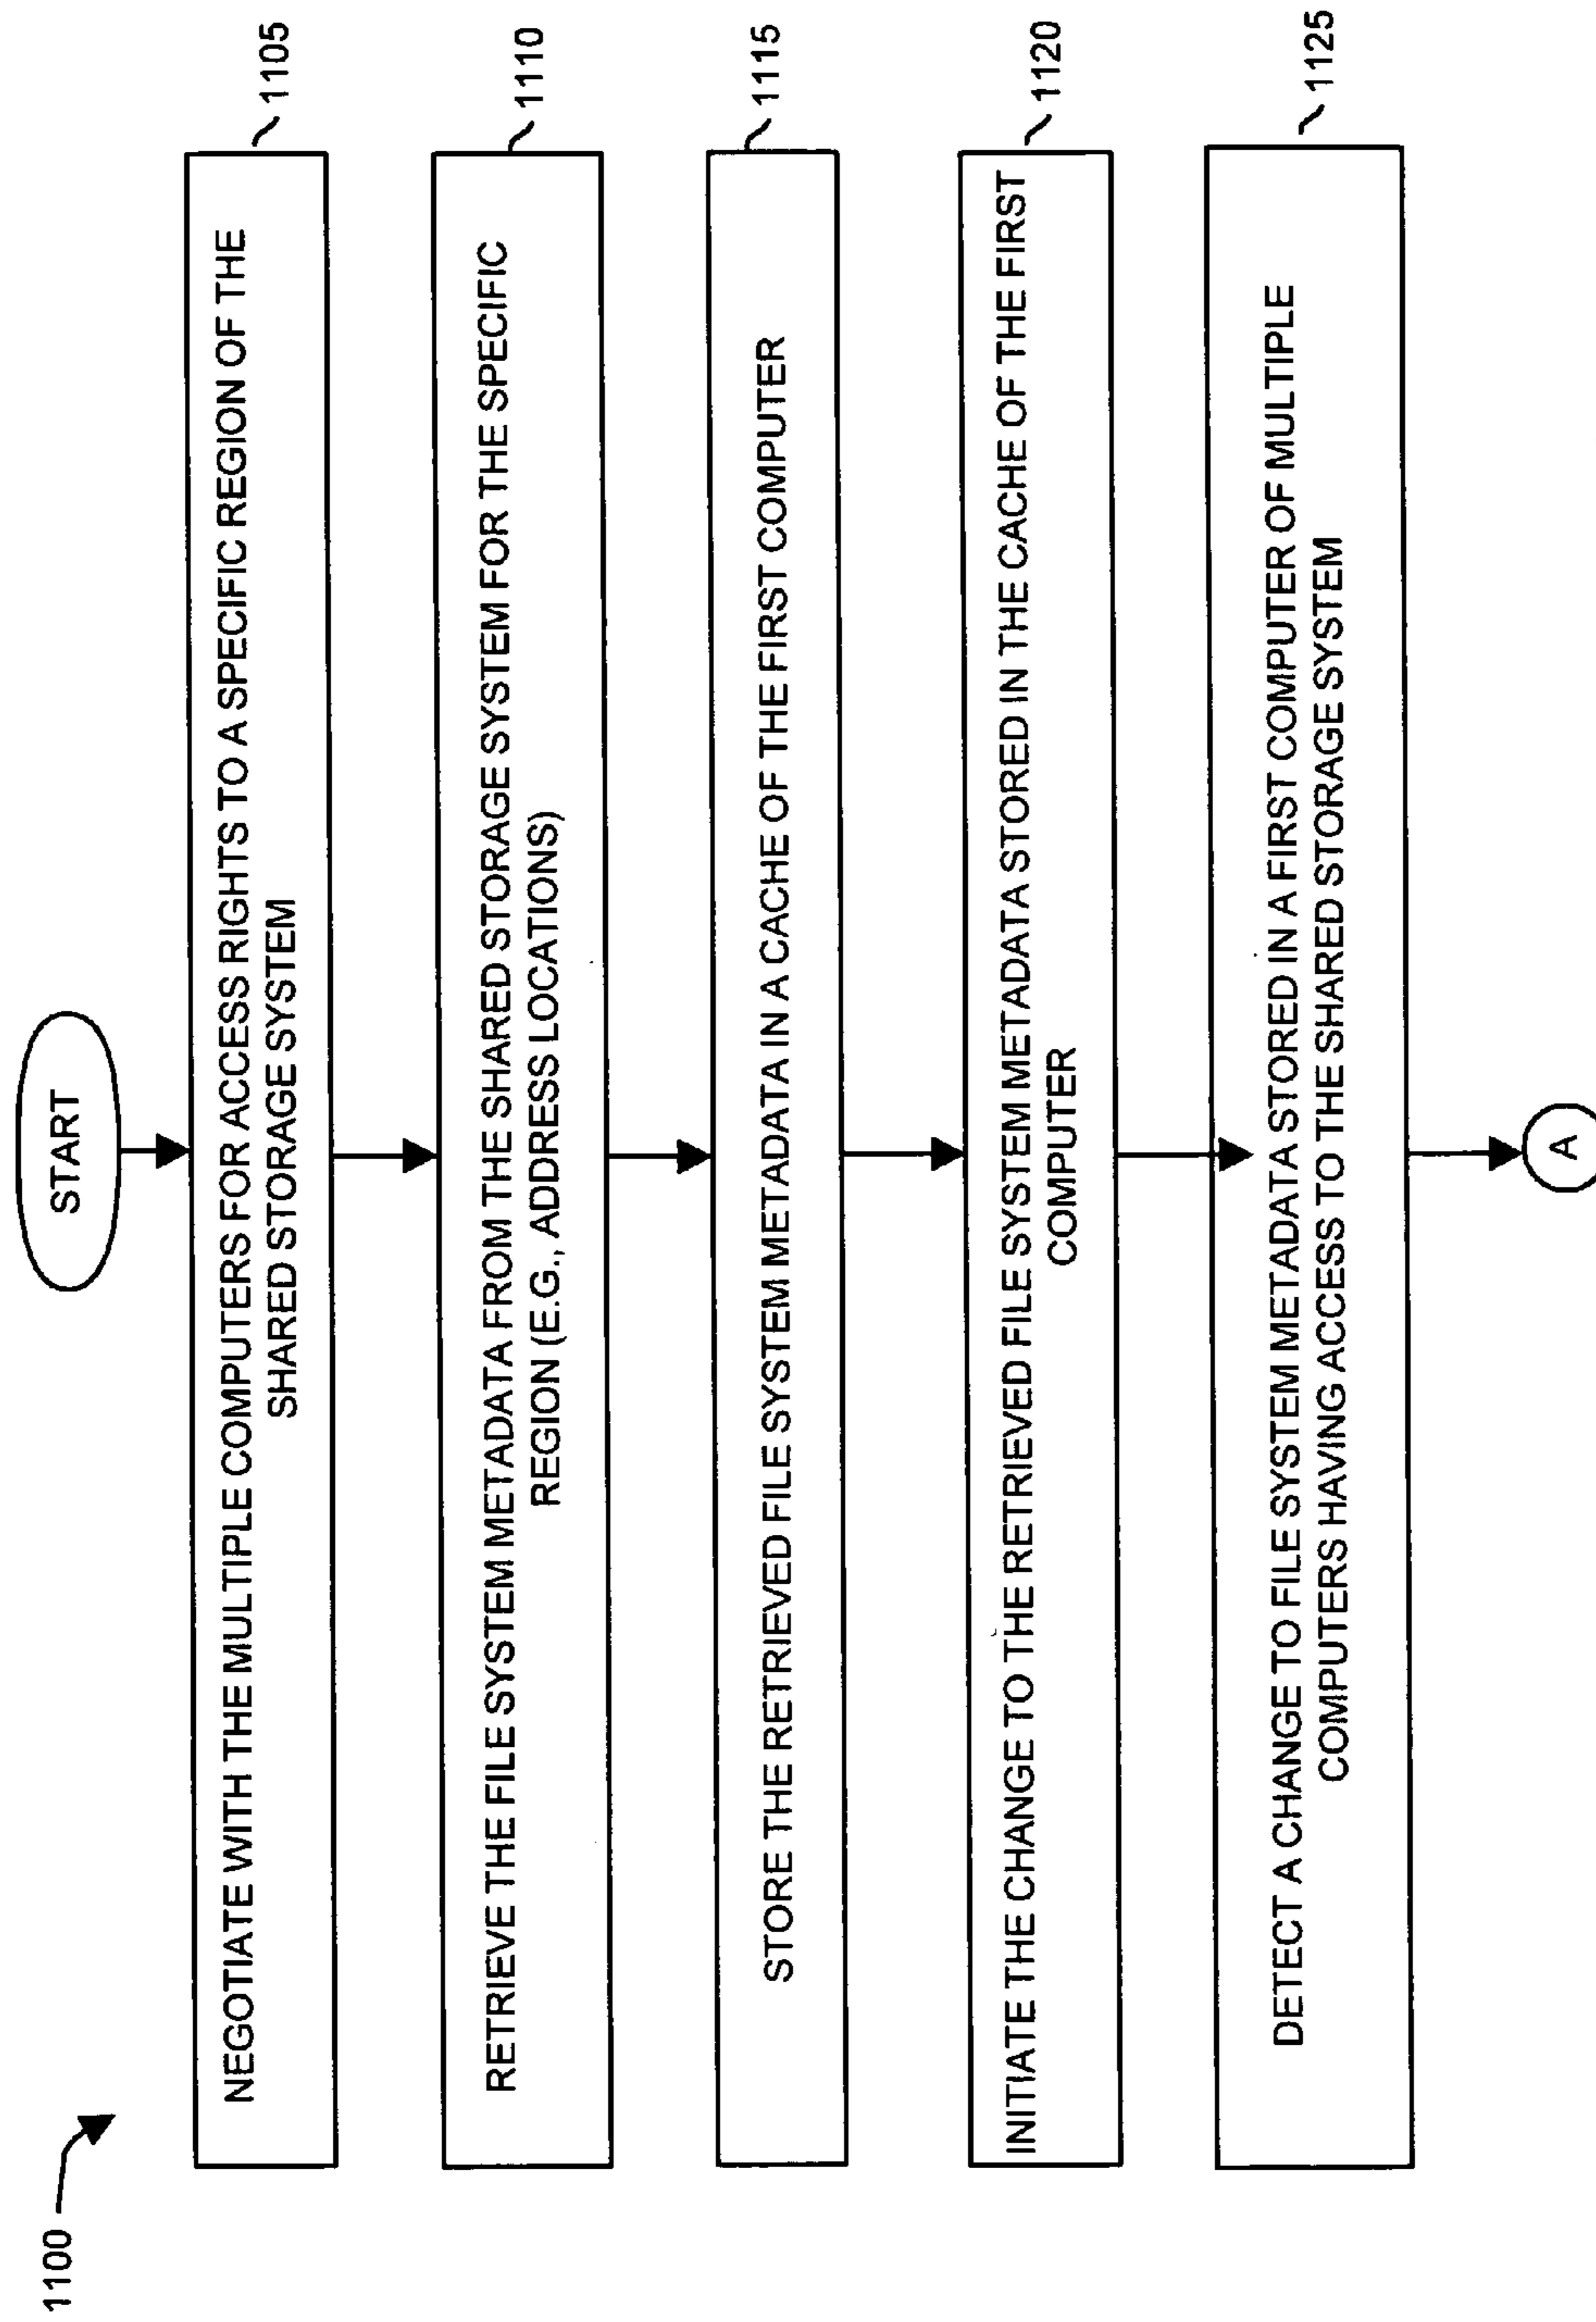 1100
START
NEGOTIATE WITH THE MULTIPLE COMPUTERS FOR ACCESS RIGHTS TO A SPECIFIC REGION OF THE
SHARED STORAGE SYSTEM
1105
RETRIEVE THE FILE SYSTEM METADATA FROM THE SHARED STORAGE SYSTEM FOR THE SPECIFIC
REGION (E.G., ADDRESS LOCATIONS)
1110
STORE THE RETRIEVED FILE SYSTEM METADATA IN A CACHE OF THE FIRST COMPUTER
1115
INITIATE THE CHANGE TO THE RETRIEVED FILE SYSTEM METADATA STORED IN THE CACHE OF THE FIRST
COMPUTER
1120
DETECT A CHANGE TO FILE SYSTEM METADATA STORED IN A FIRST COMPUTER OF MULTIPLE
COMPUTERS HAVING ACCESS TO THE SHARED STORAGE SYSTEM
1125
A